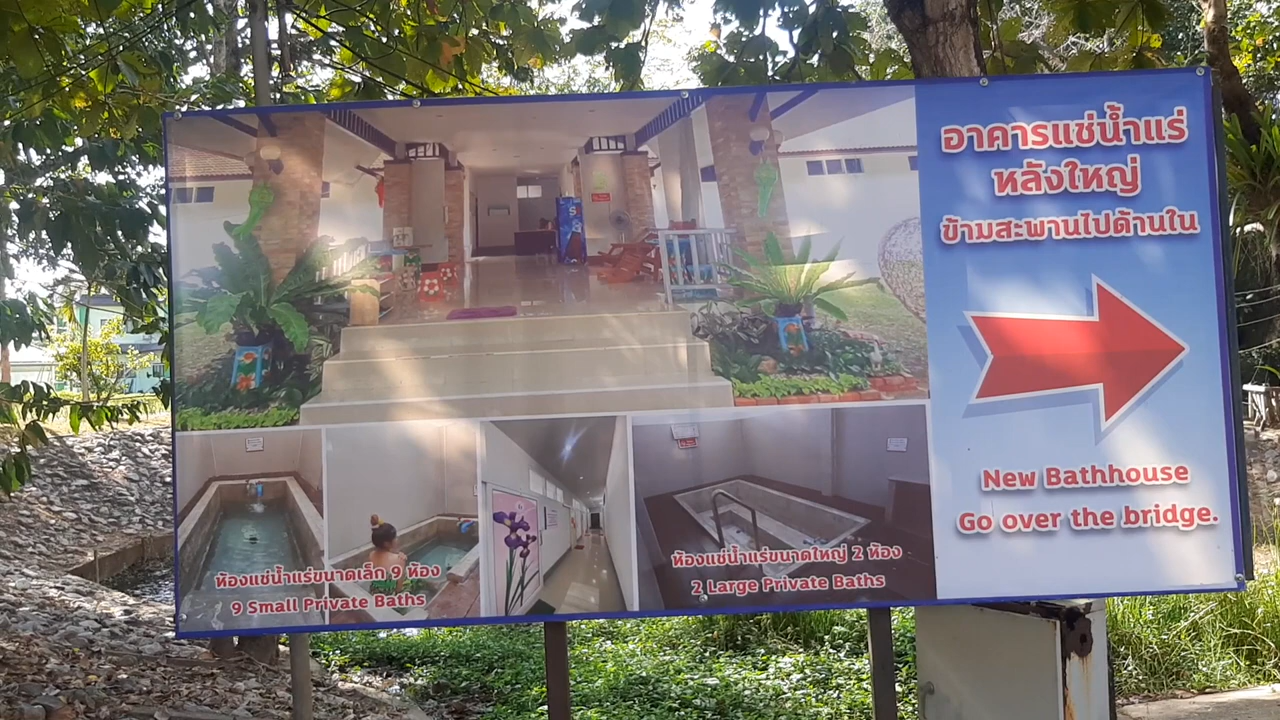 อาคารแช่น้ำแร่
หลังใหญ่
ข้ามสะพานไปด้านใน
New Bathhouse
Go over the bridge.
ห้องแช่น้ำแร่ขนาดเล็ก 9 ห้อง
9 Small Private Baths
ห้องแช่น้ำแร่ขนาดใหญ่ 2 ห้อง
2 Large Private Baths